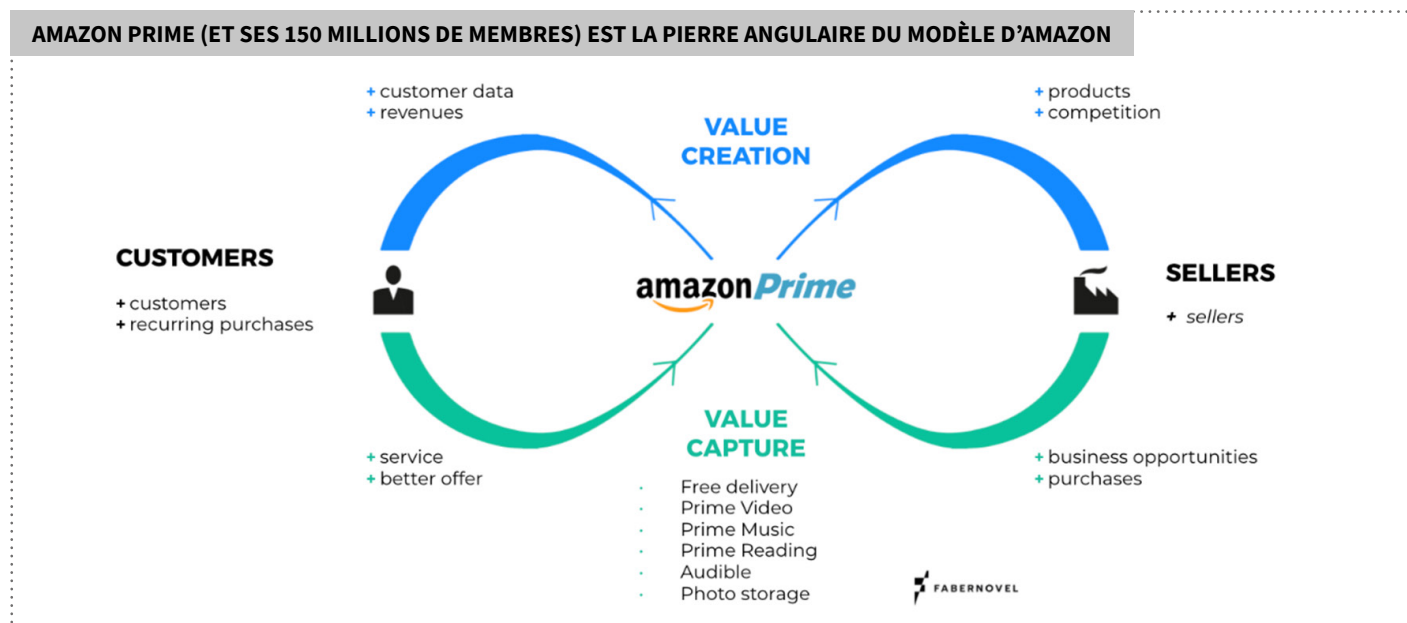 AMAZON PRIME (ET SES 150 MILLIONS DE MEMBRES) EST LA PIERRE ANGULAIRE DU MODÈLE D'AMAZON
+ customer data
+ revenues
VALUE
CREATION
+ products
+ competition
CUSTOMERS
+ customers
+ recurring purchases
amazonPrime
SELLERS
+ sellers
+ service
+ better offer
VALUE
CAPTURE
· Free delivery
· Prime Video
· Prime Music
· Prime Reading
· Audible
· Photo storage
+ business opportunities
+ purchases
FABERNOVEL